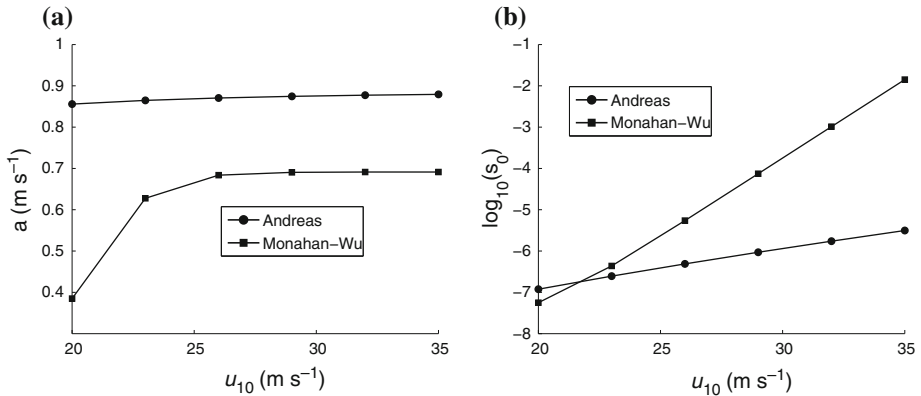 (a)
1
0.9
0.8
0.7
0.6
0.5
0.4
a (m s⁻¹)
Andreas
Monahan−Wu
20 25 30 35
u₁₀ (m s⁻¹)
(b)
−1
−2
−3
−4
−5
−6
−7
−8
log₁₀(s₀)
Andreas
Monahan−Wu
20 25 30 35
u₁₀ (m s⁻¹)